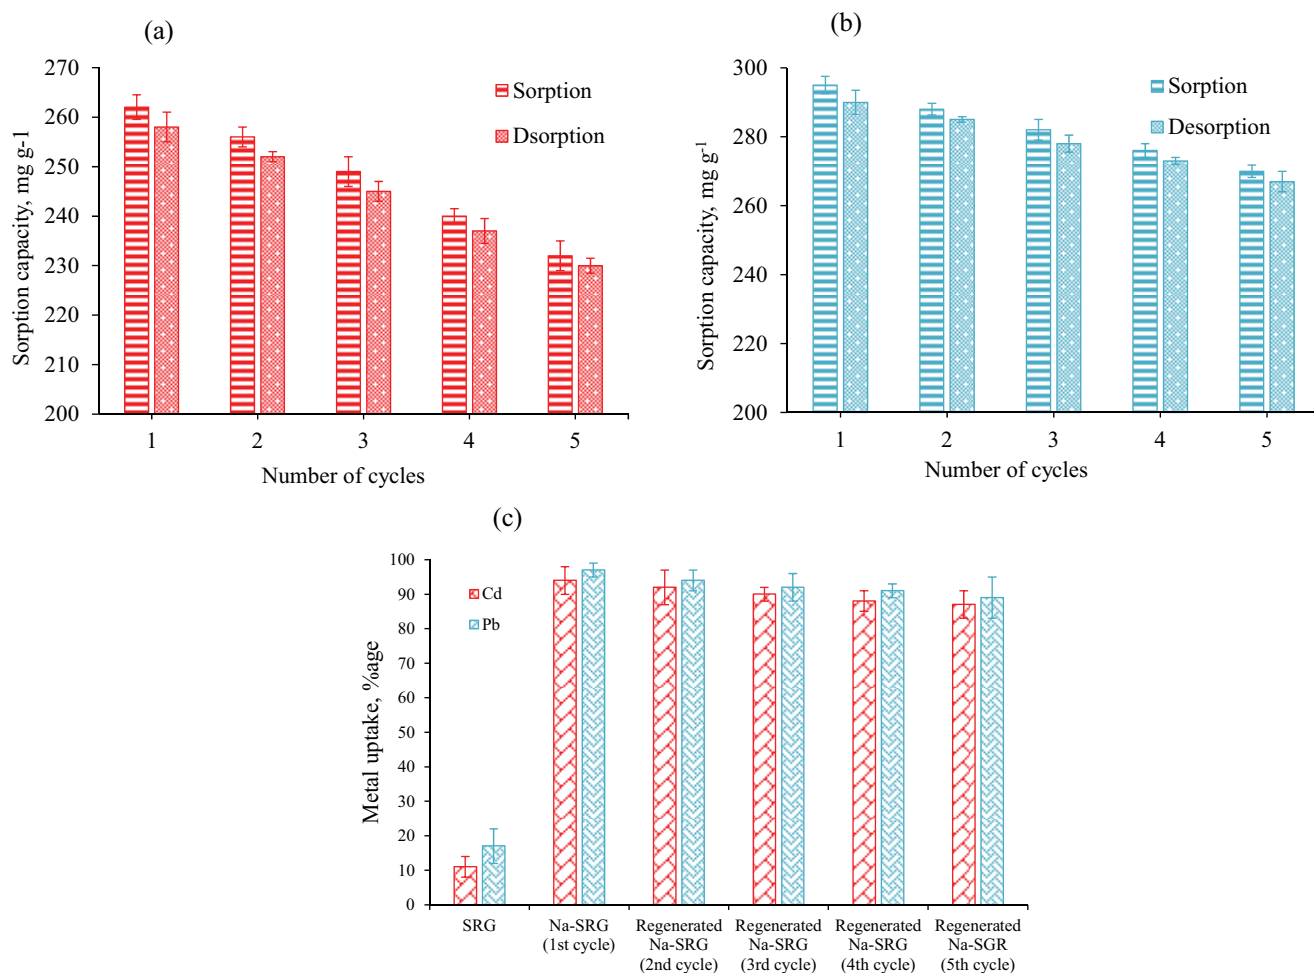 (a)
270
260
250
240
230
220
210
200
Sorption capacity, mg g-1
Sorption
Dsorption
1 2 3 4 5
Number of cycles
(b)
300
280
260
240
220
200
Sorption capacity, mg g-1
Sorption
Desorption
1 2 3 4 5
Number of cycles
(c)
100
90
80
70
60
50
40
30
20
10
0
Metal uptake, %age
Cd
Pb
SRG
Na-SRG
(1st cycle)
Regenerated
Na-SRG
(2nd cycle)
Regenerated
Na-SRG
(3rd cycle)
Regenerated
Na-SRG
(4th cycle)
Regenerated
Na-SGR
(5th cycle)